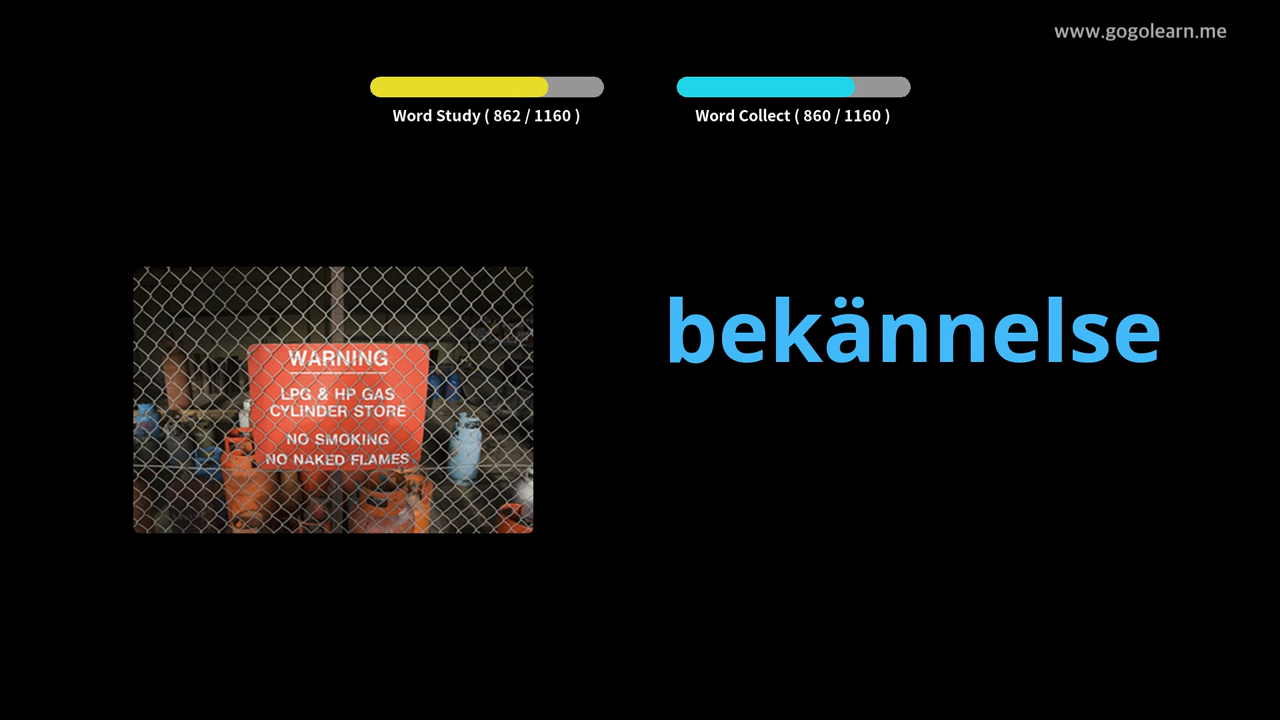 www.gogolearn.me
Word Study ( 862 / 1160 )
Word Collect ( 860 / 1160 )
WARNING
LPG & HP GAS
CYLINDER STORE
NO SMOKING
NO NAKED FLAMES
bekännelse